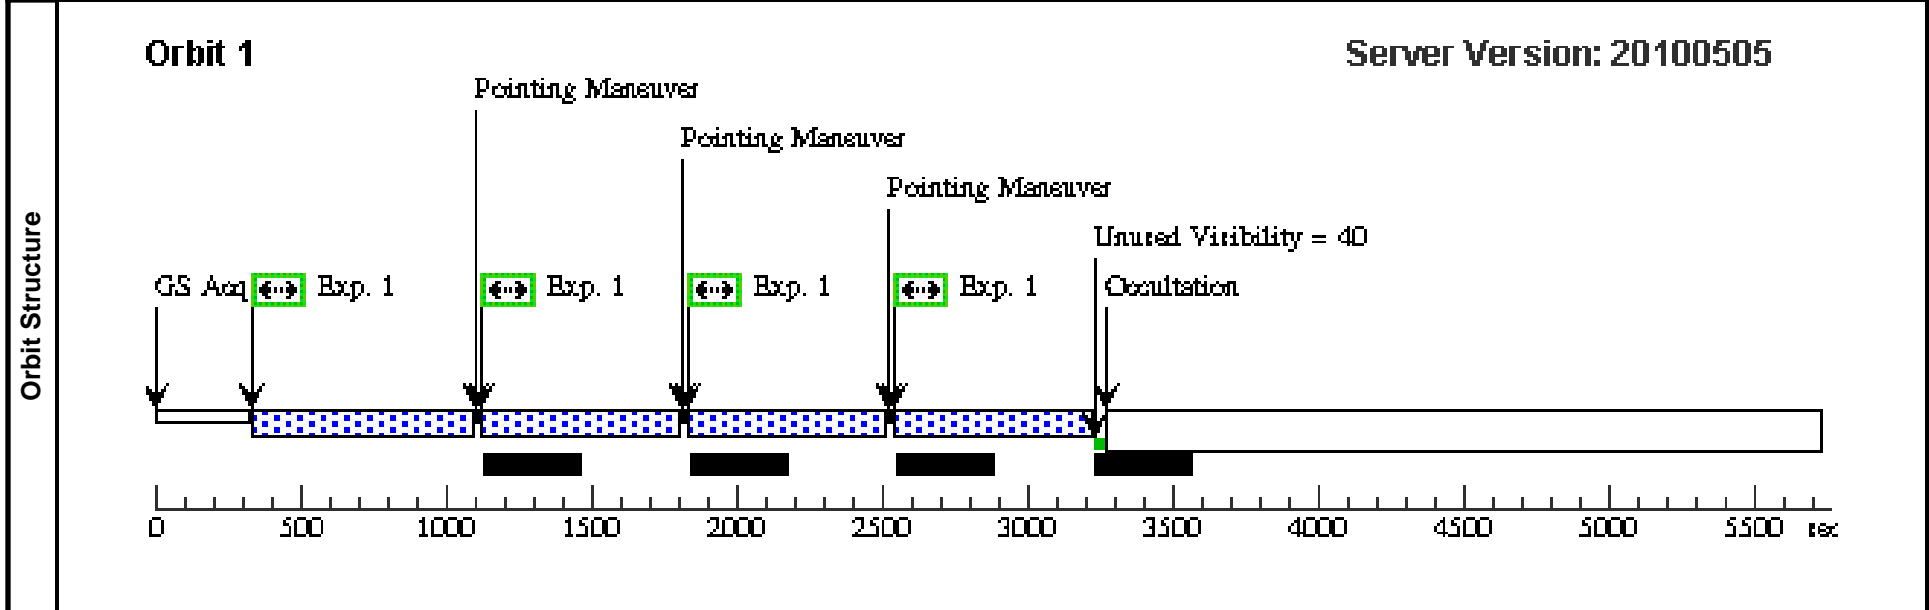 Orbit Structure
Orbit 1
Server Version: 20100505
Pointing Maneuver
Pointing Maneuver
Pointing Maneuver
Unused Visibility = 40
GS Acq Exp. 1 Exp. 1 Exp. 1 Exp. 1 Occultation
0 500 1000 1500 2000 2500 3000 3500 4000 4500 5000 5500 sec